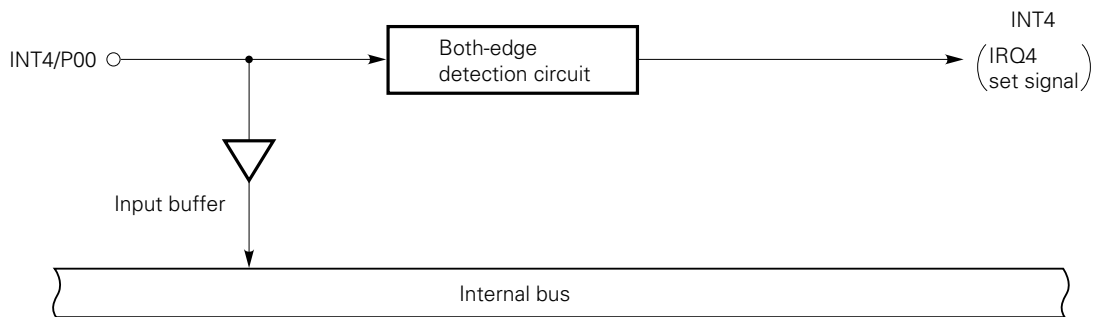 INT4
INT4/P00
Both-edge
detection circuit
(IRQ4
set signal)
Input buffer
Internal bus